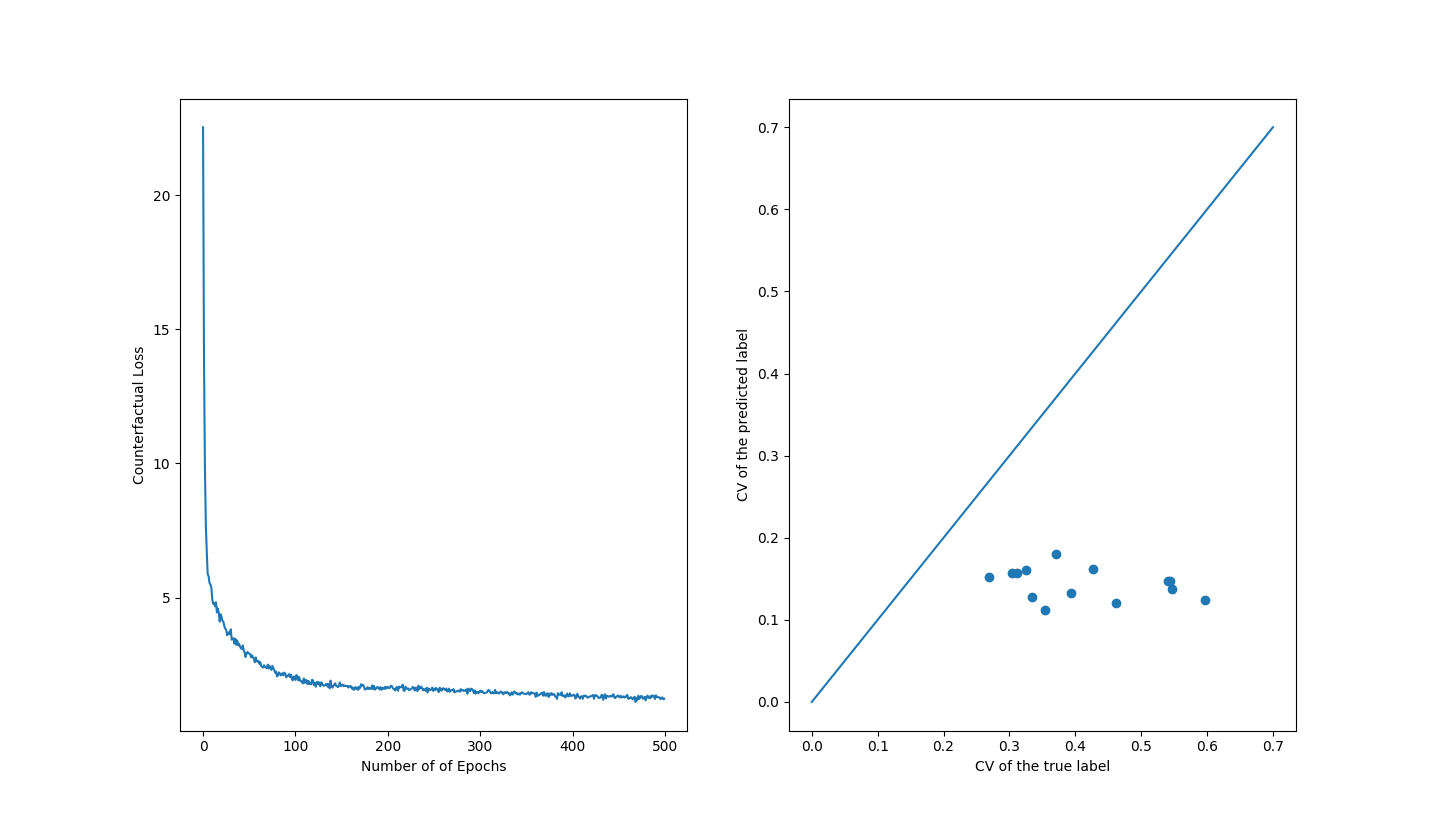 20
15
10
5
Counterfactual Loss
0 100 200 300 400 500
Number of of Epochs
0.7
0.6
0.5
0.4
0.3
0.2
0.1
0.0
CV of the predicted label
0.0 0.1 0.2 0.3 0.4 0.5 0.6 0.7
CV of the true label